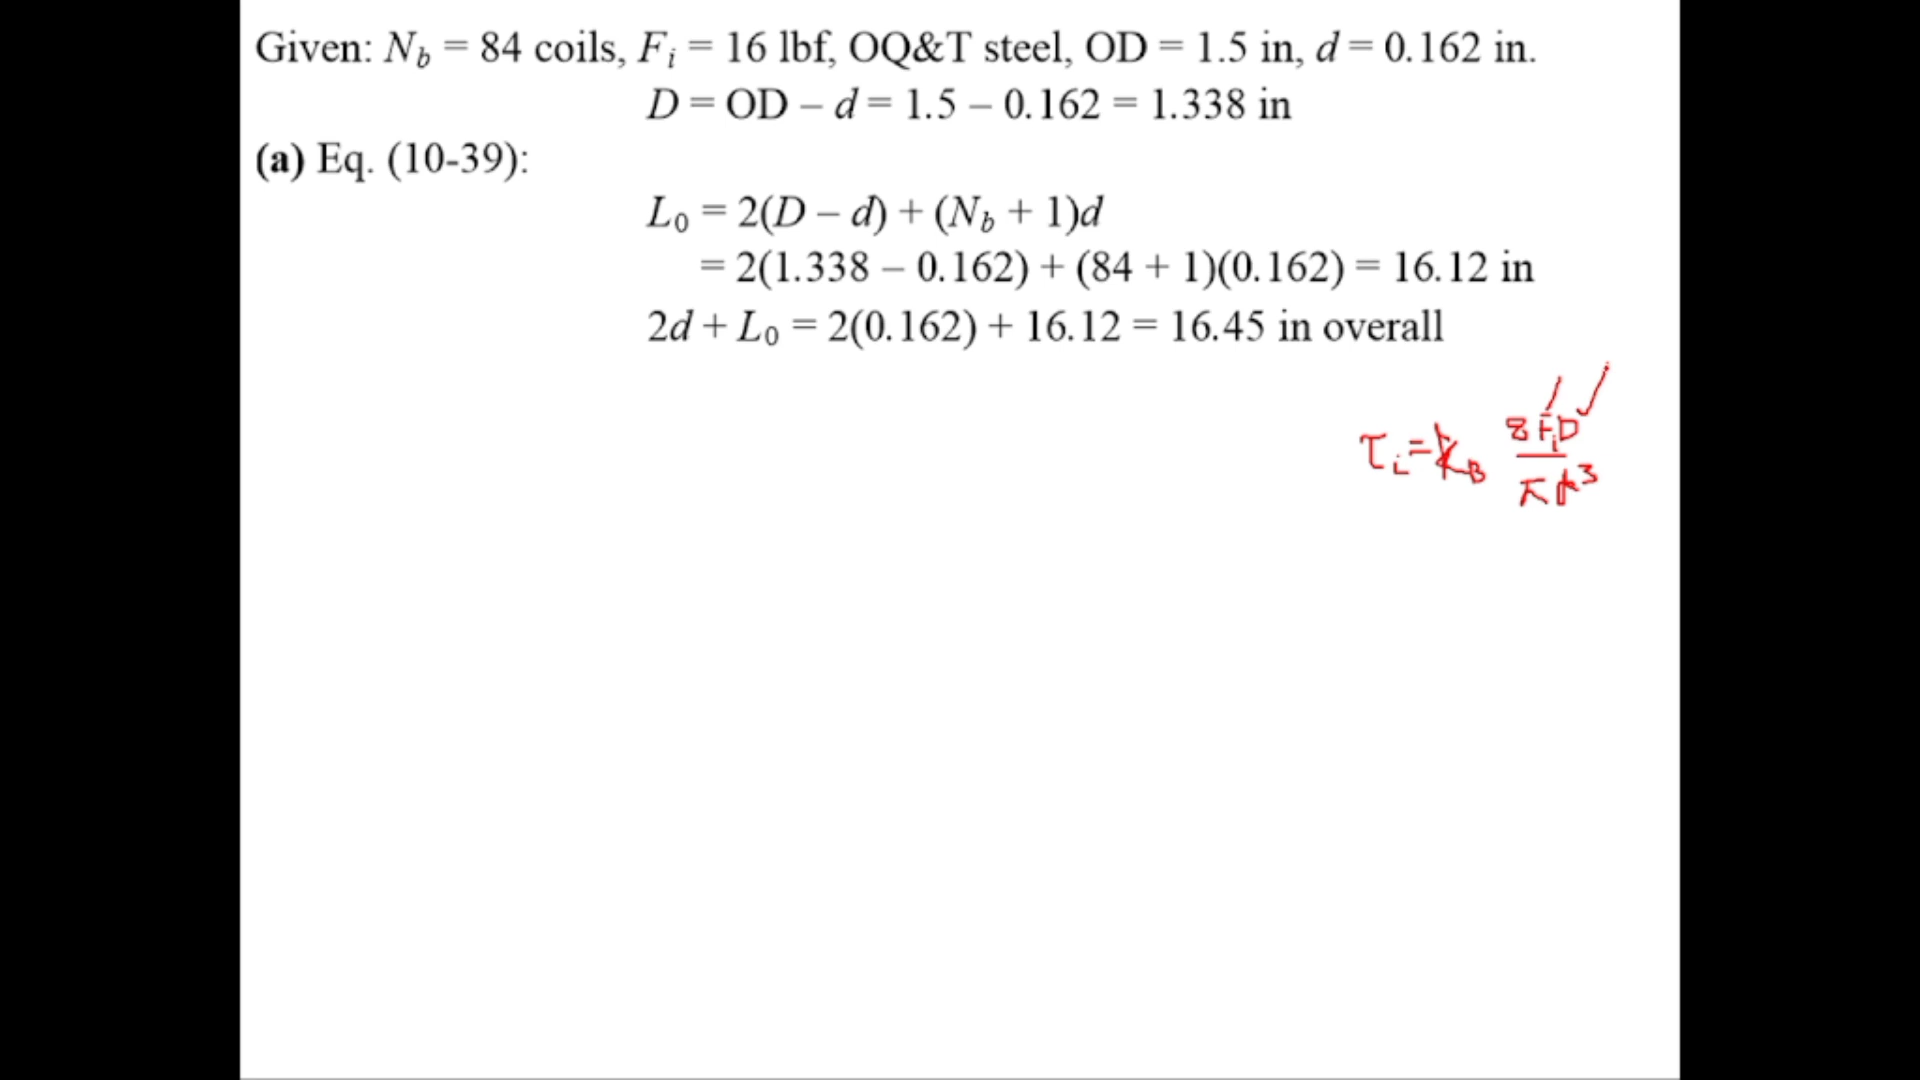 Given: N_b = 84 coils, F_i = 16 lbf, OQ&T steel, OD = 1.5 in, d = 0.162 in.
D = OD – d = 1.5 – 0.162 = 1.338 in
(a) Eq. (10-39):
L_0 = 2(D – d) + (N_b + 1)d
= 2(1.338 – 0.162) + (84 + 1)(0.162) = 16.12 in
2d + L_0 = 2(0.162) + 16.12 = 16.45 in overall
τ_i = K_B 8 F_i D / π d^3